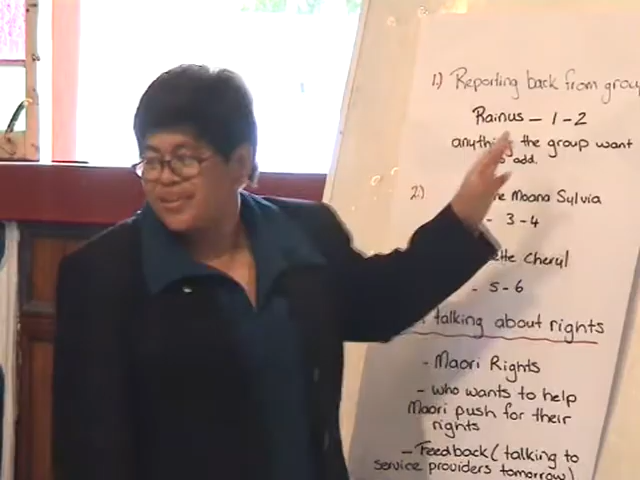 1.) Reporting back from group
Rainus - 1-2
anything the group want
add.
2.) Moana Sylvia
- 3-4
Cheryl
- 5-6
talking about rights
- Maori Rights
- who wants to help
Maori push for their
rights
- Feedback (talking to
service providers tomorrow)